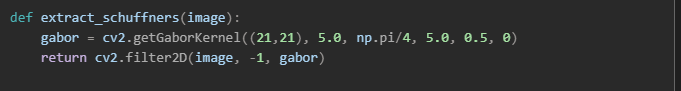 def extract_schuffners(image):
    gabor = cv2.getGaborKernel((21,21), 5.0, np.pi/4, 5.0, 0.5, 0)
    return cv2.filter2D(image, -1, gabor)